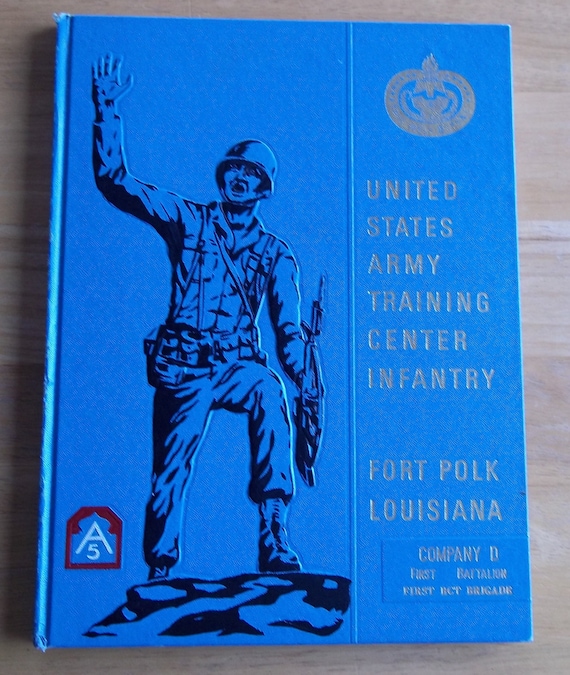 UNITED
STATES
ARMY
TRAINING
CENTER
INFANTRY
FORT POLK
LOUISIANA
COMPANY D
FIRST BATTALION
FIRST BCT BRIGADE
A
5